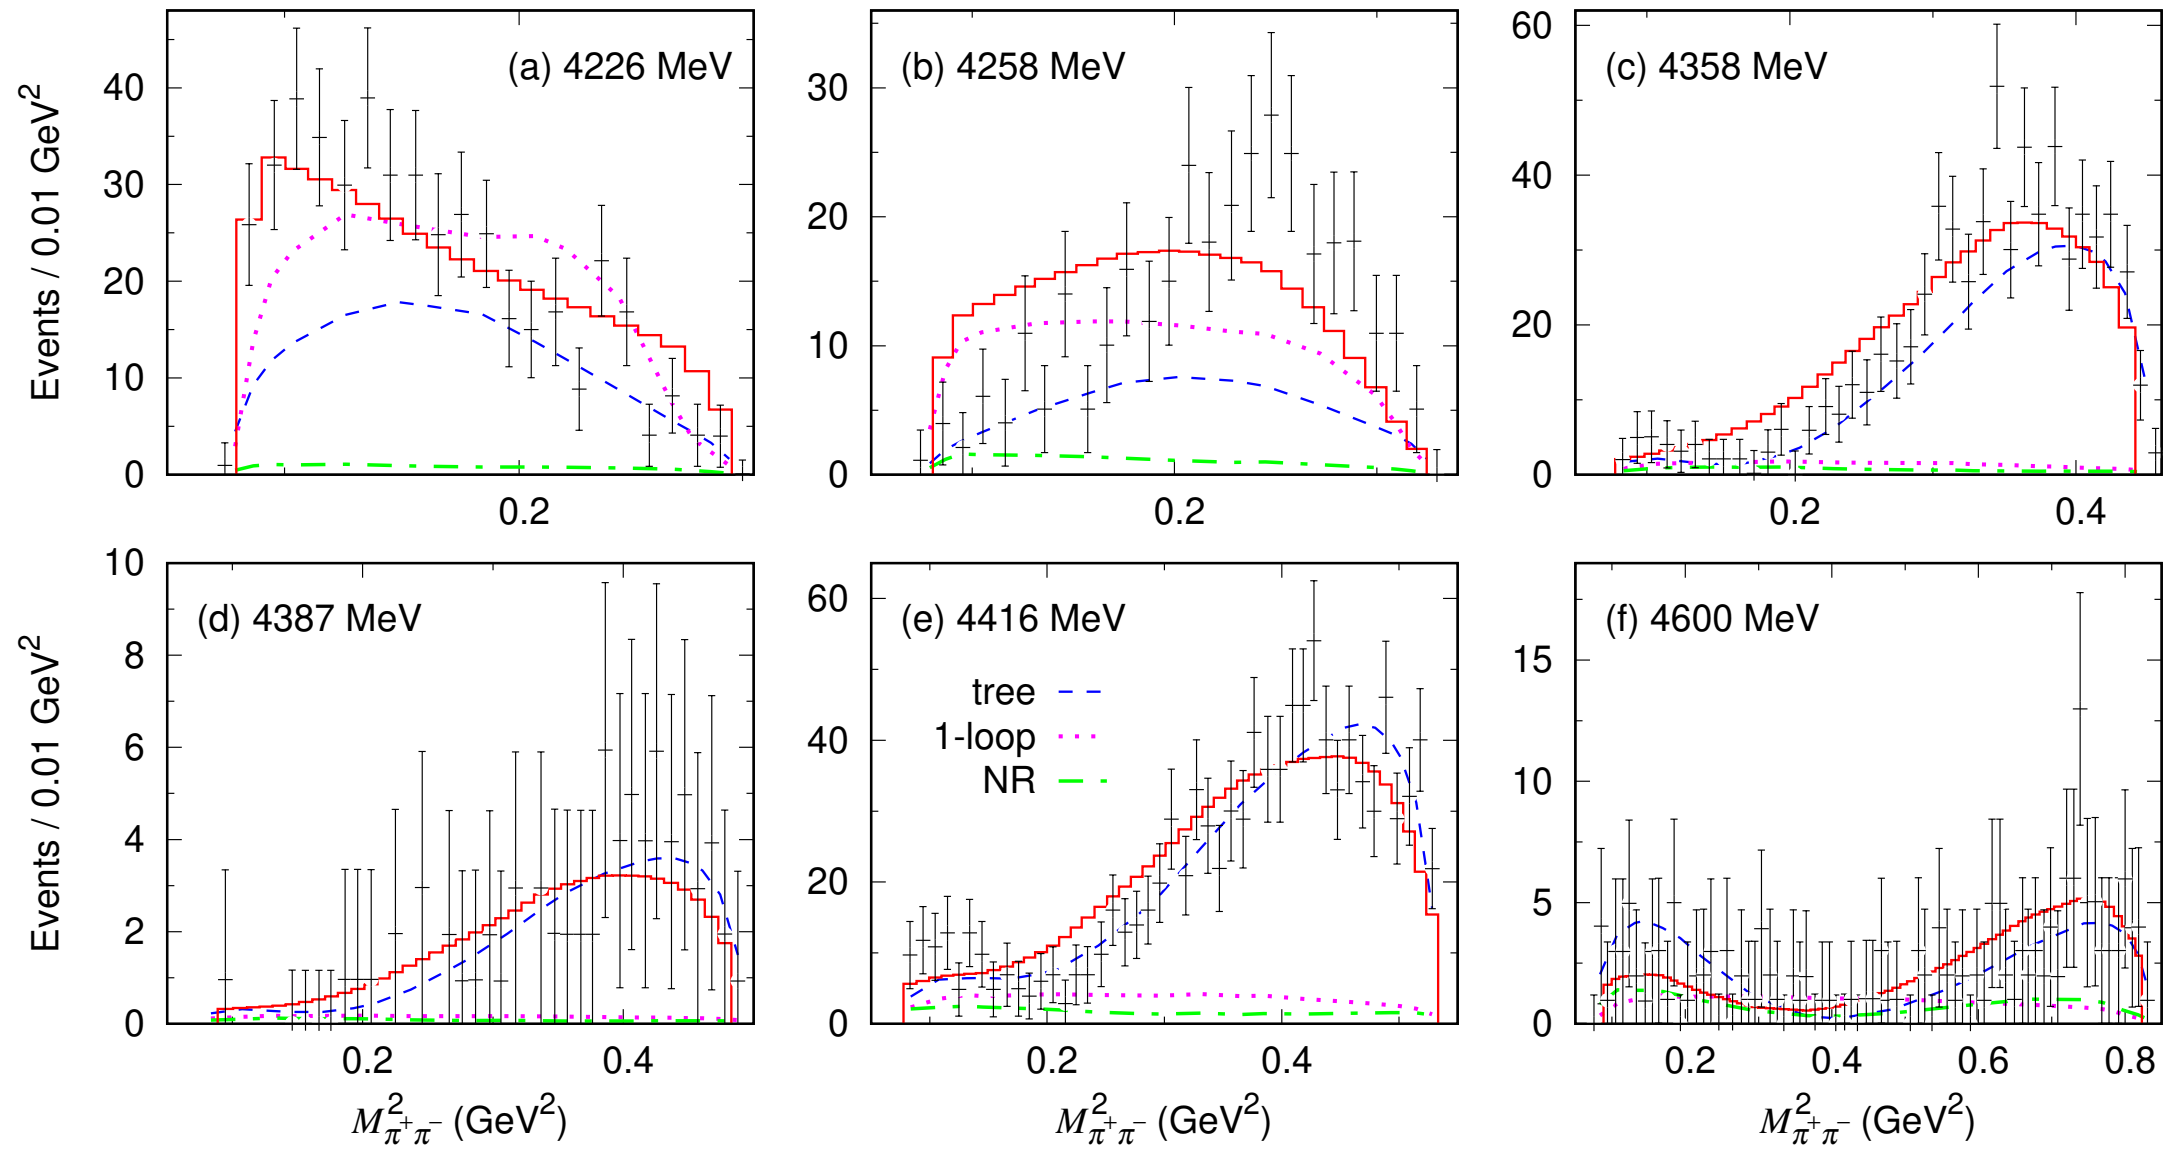 (a) 4226 MeV
Events / 0.01 GeV²
40
30
20
10
0
0.2
(b) 4258 MeV
30
20
10
0
0.2
(c) 4358 MeV
60
40
20
0
0.2 0.4
(d) 4387 MeV
Events / 0.01 GeV²
10
8
6
4
2
0
0.2 0.4
M²π⁺π⁻ (GeV²)
(e) 4416 MeV
tree
1-loop
NR
60
40
20
0
0.2 0.4
M²π⁺π⁻ (GeV²)
(f) 4600 MeV
15
10
5
0
0.2 0.4 0.6 0.8
M²π⁺π⁻ (GeV²)